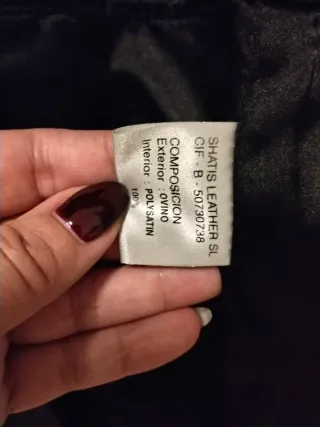 SHATIS LEATHER SL
CIF - B - 50730738
COMPOSICION
Exterior : OVINO
Interior : POLYSATIN
100%